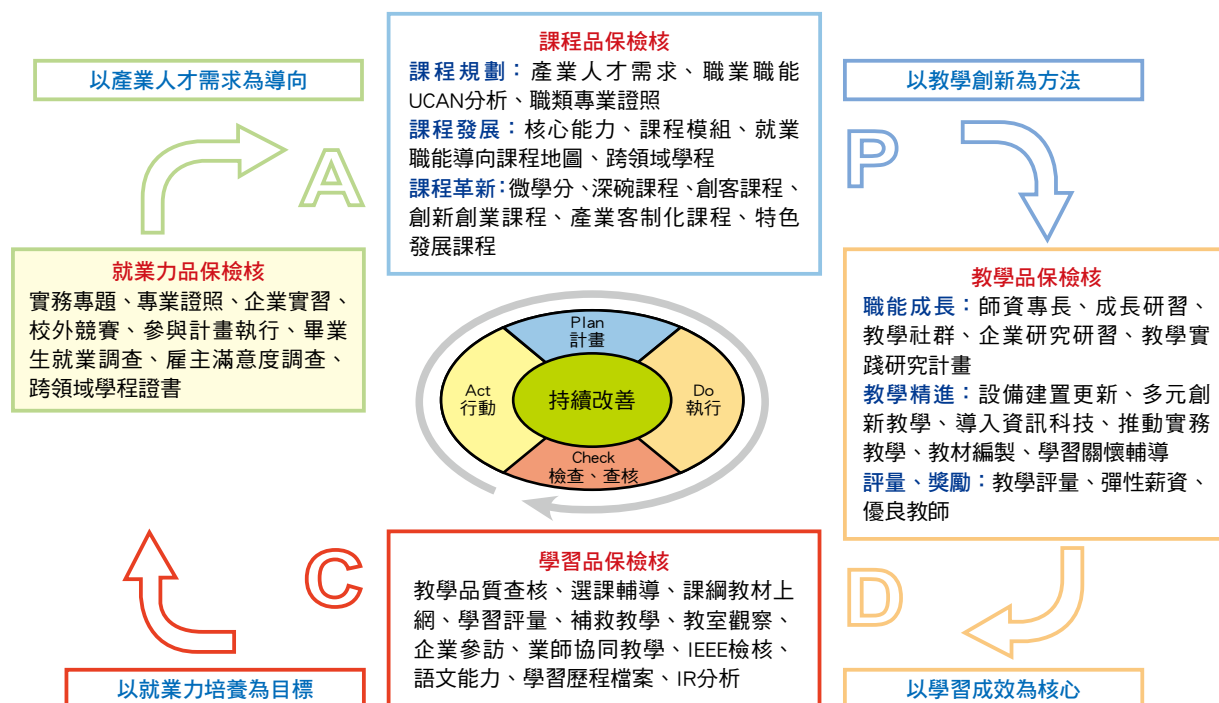 課程品保檢核
課程規劃：產業人才需求、職業職能
UCAN分析、職類專業證照
課程發展：核心能力、課程模組、就業
職能導向課程地圖、跨領域學程
課程革新：微學分、深碗課程、創客課程、
創新創業課程、產業客制化課程、特色
發展課程
以產業人才需求為導向
以教學創新為方法
A
P
就業力品保檢核
實務專題、專業證照、企業實習、
校外競賽、參與計畫執行、畢業
生就業調查、雇主滿意度調查、
跨領域學程證書
Plan
計畫
Act
行動
持續改善
Do
執行
Check
檢查、查核
教學品保檢核
職能成長：師資專長、成長研習、
教學社群、企業研究研習、教學實
踐研究計畫
教學精進：設備建置更新、多元創
新教學、導入資訊科技、推動實務
教學、教材編製、學習關懷輔導
評量、獎勵：教學評量、彈性薪資、
優良教師
C
學習品保檢核
教學品質查核、選課輔導、課綱教材上
網、學習評量、補救教學、教室觀察、
企業參訪、業師協同教學、IEEE檢核、
語文能力、學習歷程檔案、IR分析
D
以就業力培養為目標
以學習成效為核心